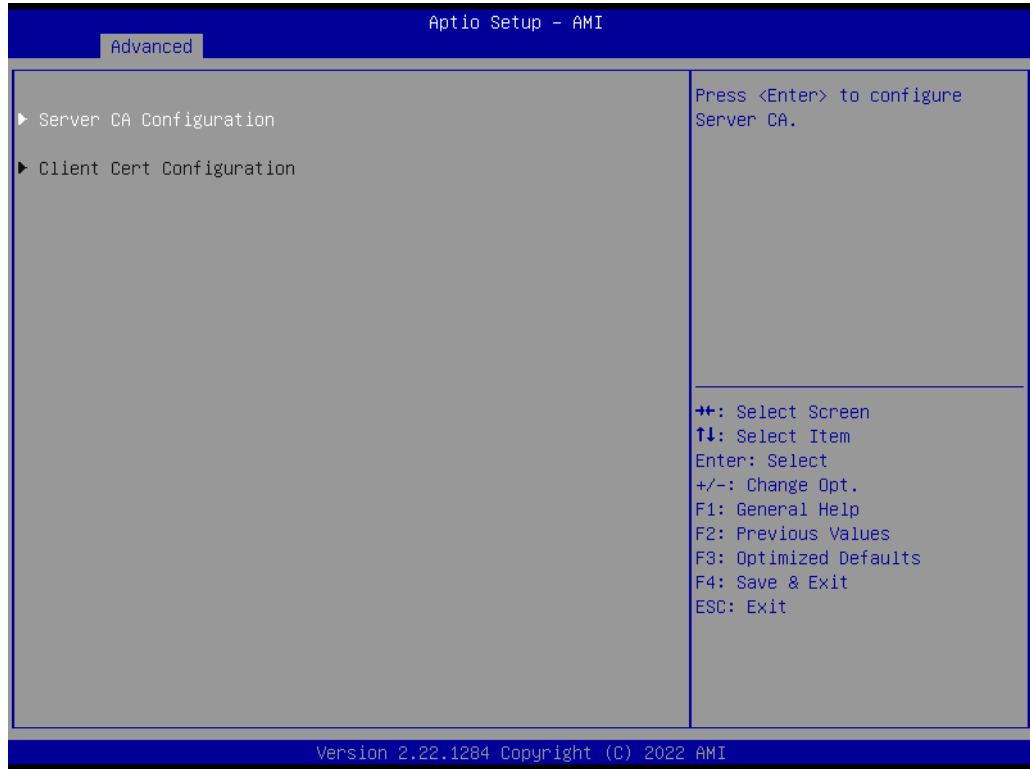 Aptio Setup – AMI
Advanced
▶ Server CA Configuration
▶ Client Cert Configuration
Press <Enter> to configure
Server CA.
→←: Select Screen
↑↓: Select Item
Enter: Select
+/-: Change Opt.
F1: General Help
F2: Previous Values
F3: Optimized Defaults
F4: Save & Exit
ESC: Exit
Version 2.22.1284 Copyright (C) 2022 AMI